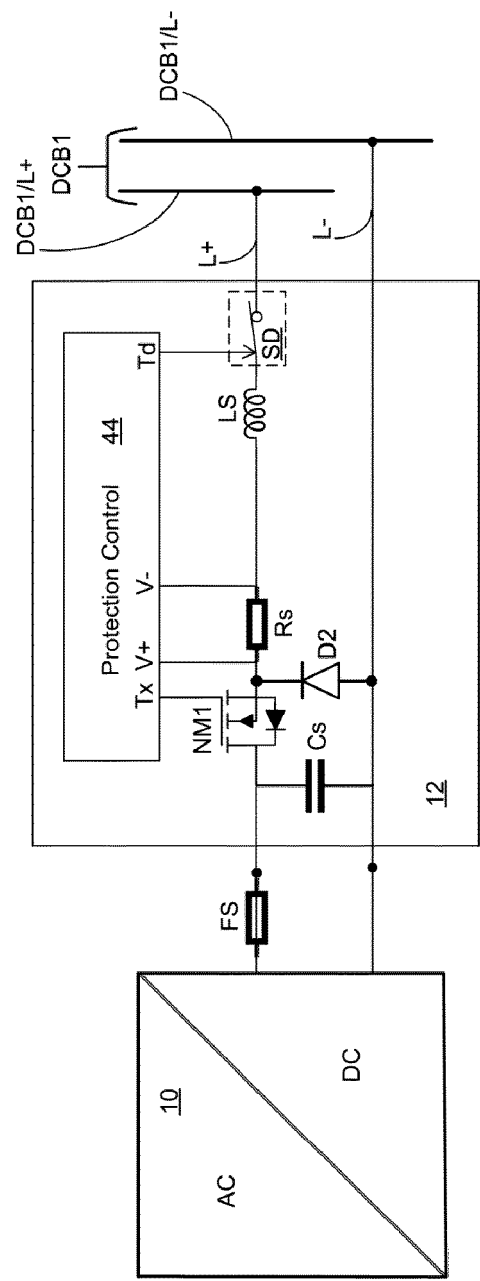 AC
10
DC
FS
12
Protection Control
44
Tx
V+
V-
Td
NM1
Cs
D2
Rs
LS
SD
L+
L-
DCB1/L+
DCB1
DCB1/L-